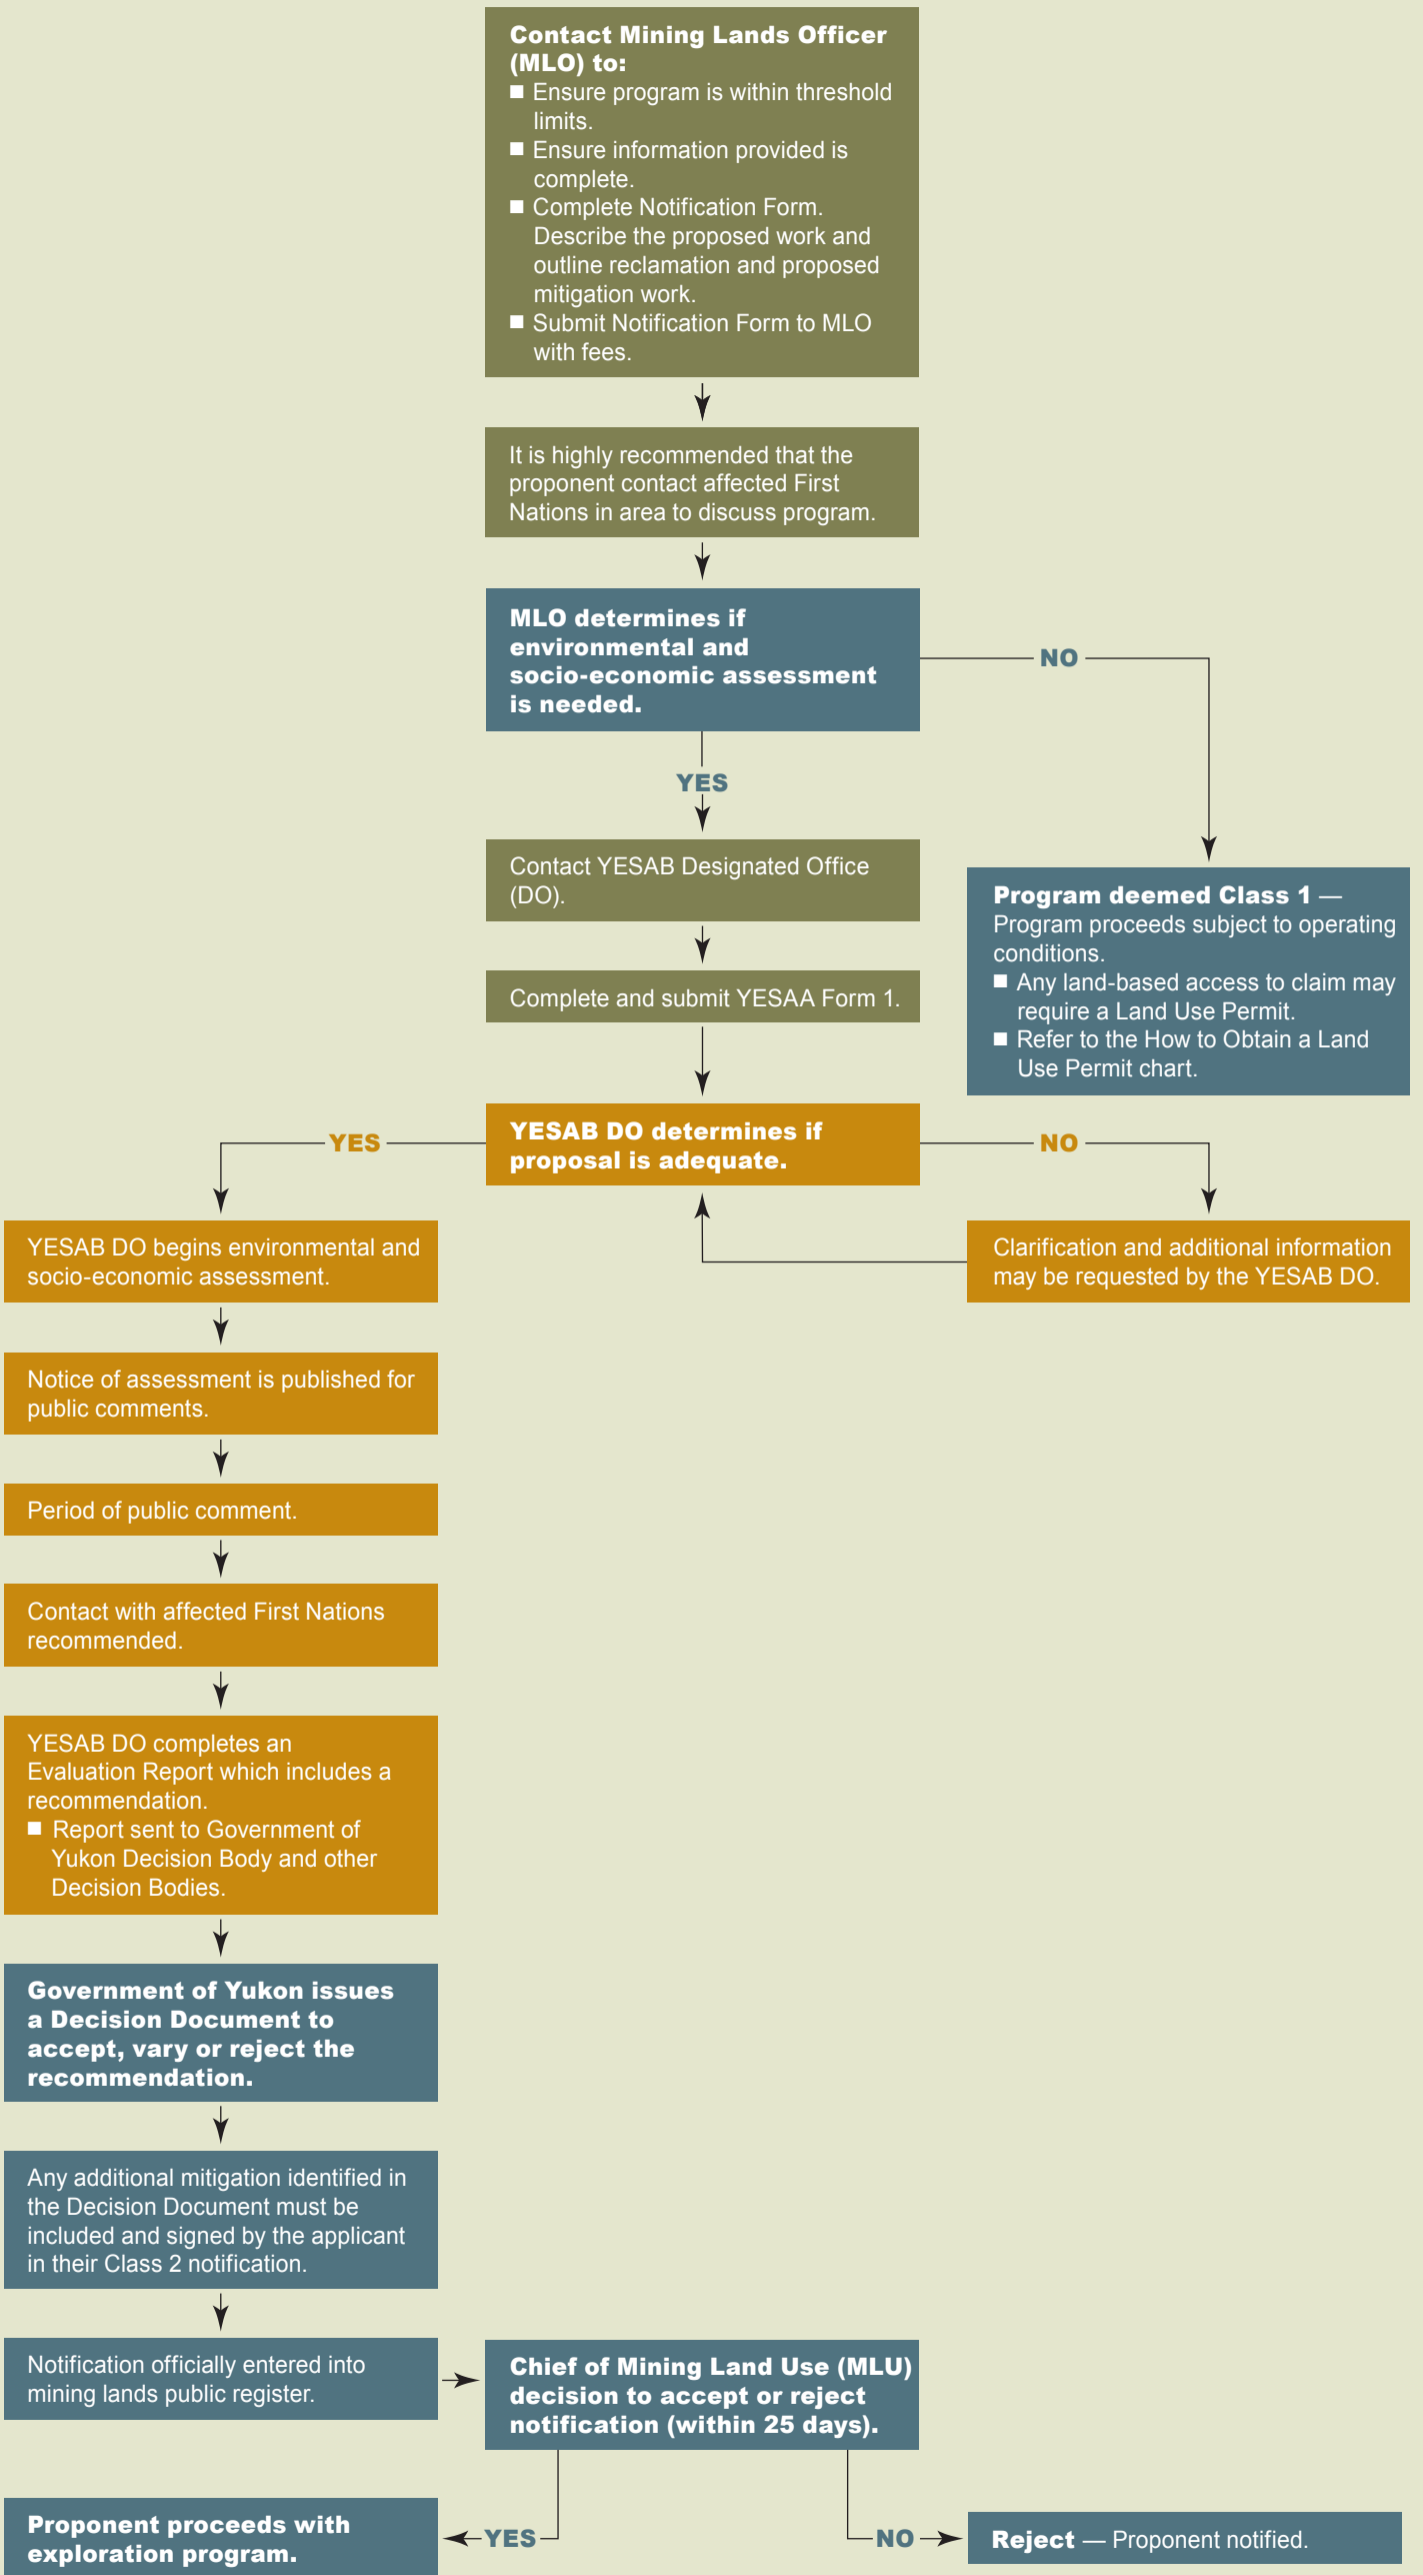 Contact Mining Lands Officer
(MLO) to:
■ Ensure program is within threshold
limits.
■ Ensure information provided is
complete.
■ Complete Notification Form.
Describe the proposed work and
outline reclamation and proposed
mitigation work.
■ Submit Notification Form to MLO
with fees.
It is highly recommended that the
proponent contact affected First
Nations in area to discuss program.
MLO determines if
environmental and
socio-economic assessment
is needed.
NO
YES
Contact YESAB Designated Office
(DO).
Program deemed Class 1 —
Program proceeds subject to operating
conditions.
■ Any land-based access to claim may
require a Land Use Permit.
■ Refer to the How to Obtain a Land
Use Permit chart.
Complete and submit YESAA Form 1.
YESAB DO determines if
proposal is adequate.
YES
NO
YESAB DO begins environmental and
socio-economic assessment.
Clarification and additional information
may be requested by the YESAB DO.
Notice of assessment is published for
public comments.
Period of public comment.
Contact with affected First Nations
recommended.
YESAB DO completes an
Evaluation Report which includes a
recommendation.
■ Report sent to Government of
Yukon Decision Body and other
Decision Bodies.
Government of Yukon issues
a Decision Document to
accept, vary or reject the
recommendation.
Any additional mitigation identified in
the Decision Document must be
included and signed by the applicant
in their Class 2 notification.
Notification officially entered into
mining lands public register.
Chief of Mining Land Use (MLU)
decision to accept or reject
notification (within 25 days).
YES
NO
Proponent proceeds with
exploration program.
Reject — Proponent notified.